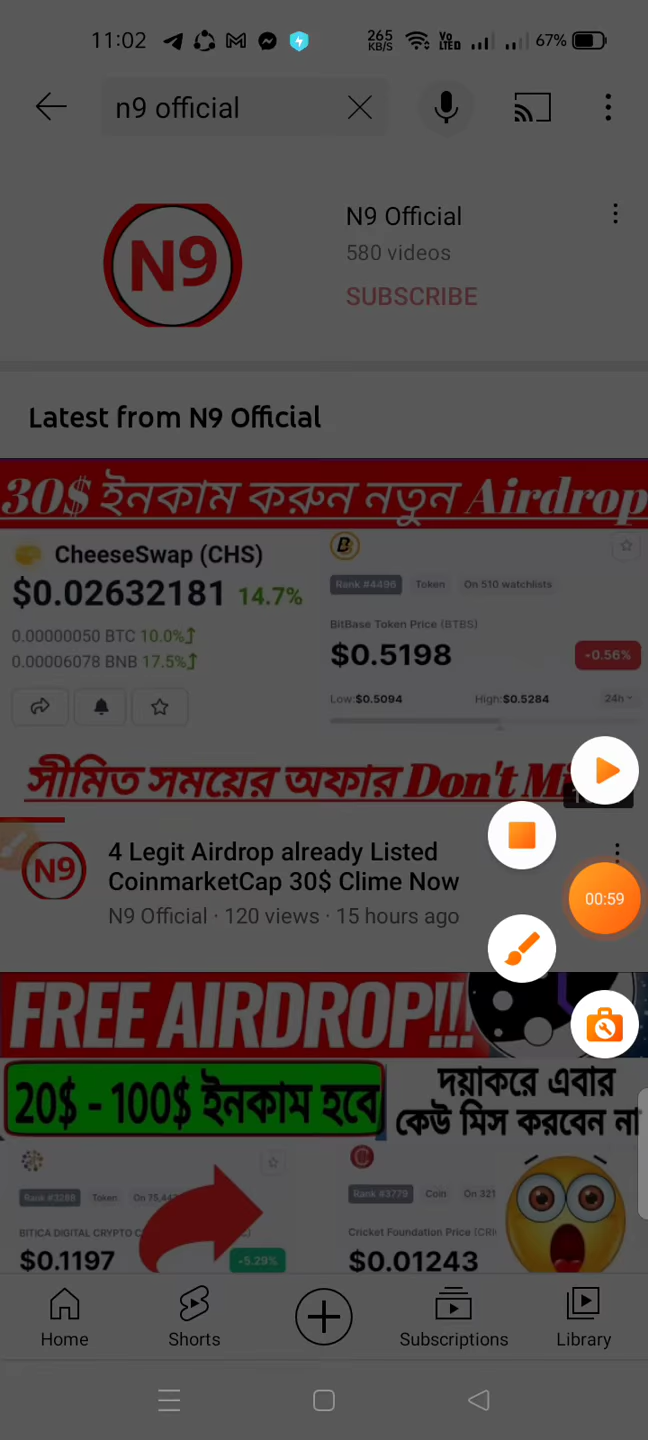 11:02
265
KB/S
Vo
LTED
67%
n9 official
N9
N9 Official
580 videos
SUBSCRIBE
Latest from N9 Official
30$ ইনকাম করুন নতুন Airdrop
CheeseSwap (CHS)
$0.02632181 14.7%
0.00000050 BTC 10.0%
0.00006078 BNB 17.5%
B
Rank #4496 Token On 510 watchlists
BitBase Token Price (BTBS)
$0.5198 -0.56%
Low:$0.5094 High:$0.5284 24h
সীমিত সময়ের অফার Don't
N9
4 Legit Airdrop already Listed
CoinmarketCap 30$ Clime Now
N9 Official · 120 views · 15 hours ago
00:59
FREE AIRDROP!!!
20$ - 100$ ইনকাম হবে
দয়াকরে এবার
কেউ মিস করবেন না
Rank #3288 Token
BITICA DIGITAL CRYPTO
$0.1197 -5.29%
Rank #3779 Coin On 321
Cricket Foundation Price (CRI
$0.01243
Home
Shorts
Subscriptions
Library